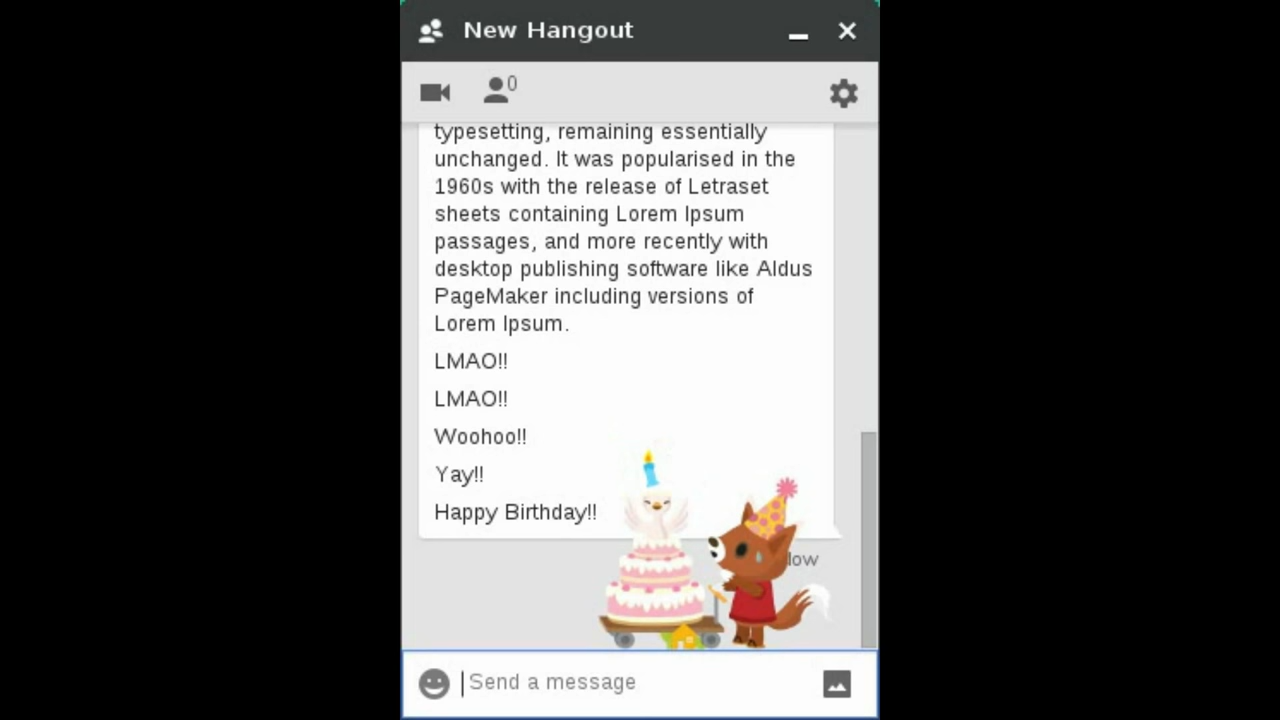 New Hangout
0
typesetting, remaining essentially
unchanged. It was popularised in the
1960s with the release of Letraset
sheets containing Lorem Ipsum
passages, and more recently with
desktop publishing software like Aldus
PageMaker including versions of
Lorem Ipsum.
LMAO!!
LMAO!!
Woohoo!!
Yay!!
Happy Birthday!!
Send a message